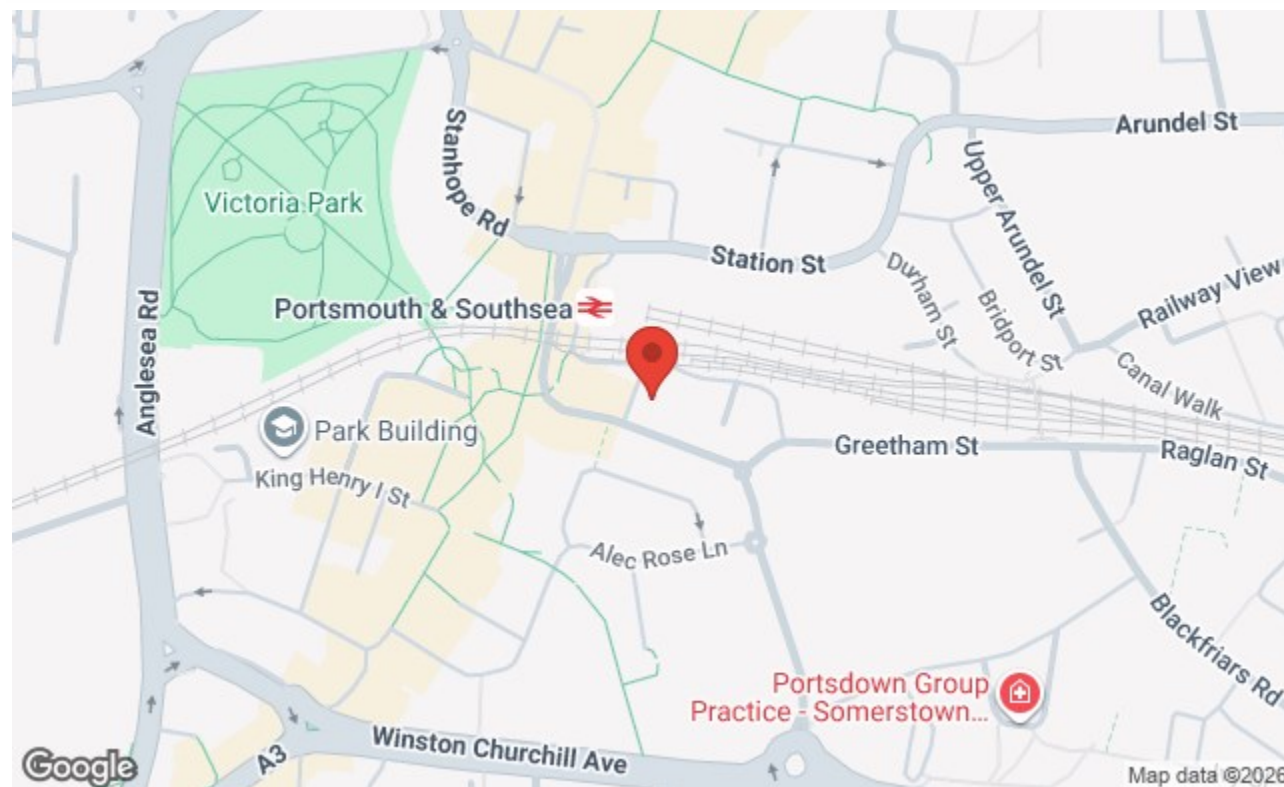 Arundel St
Stanhope Rd
Upper Arundel St
Victoria Park
Station St
Durham St
Bridport St
Railway View
Portsmouth & Southsea
Anglesea Rd
Canal Walk
Park Building
Greetham St
Raglan St
King Henry I St
Alec Rose Ln
Blackfriars Rd
Portsdown Group
Practice - Somerstown...
Winston Churchill Ave
A3
Google
Map data ©2026